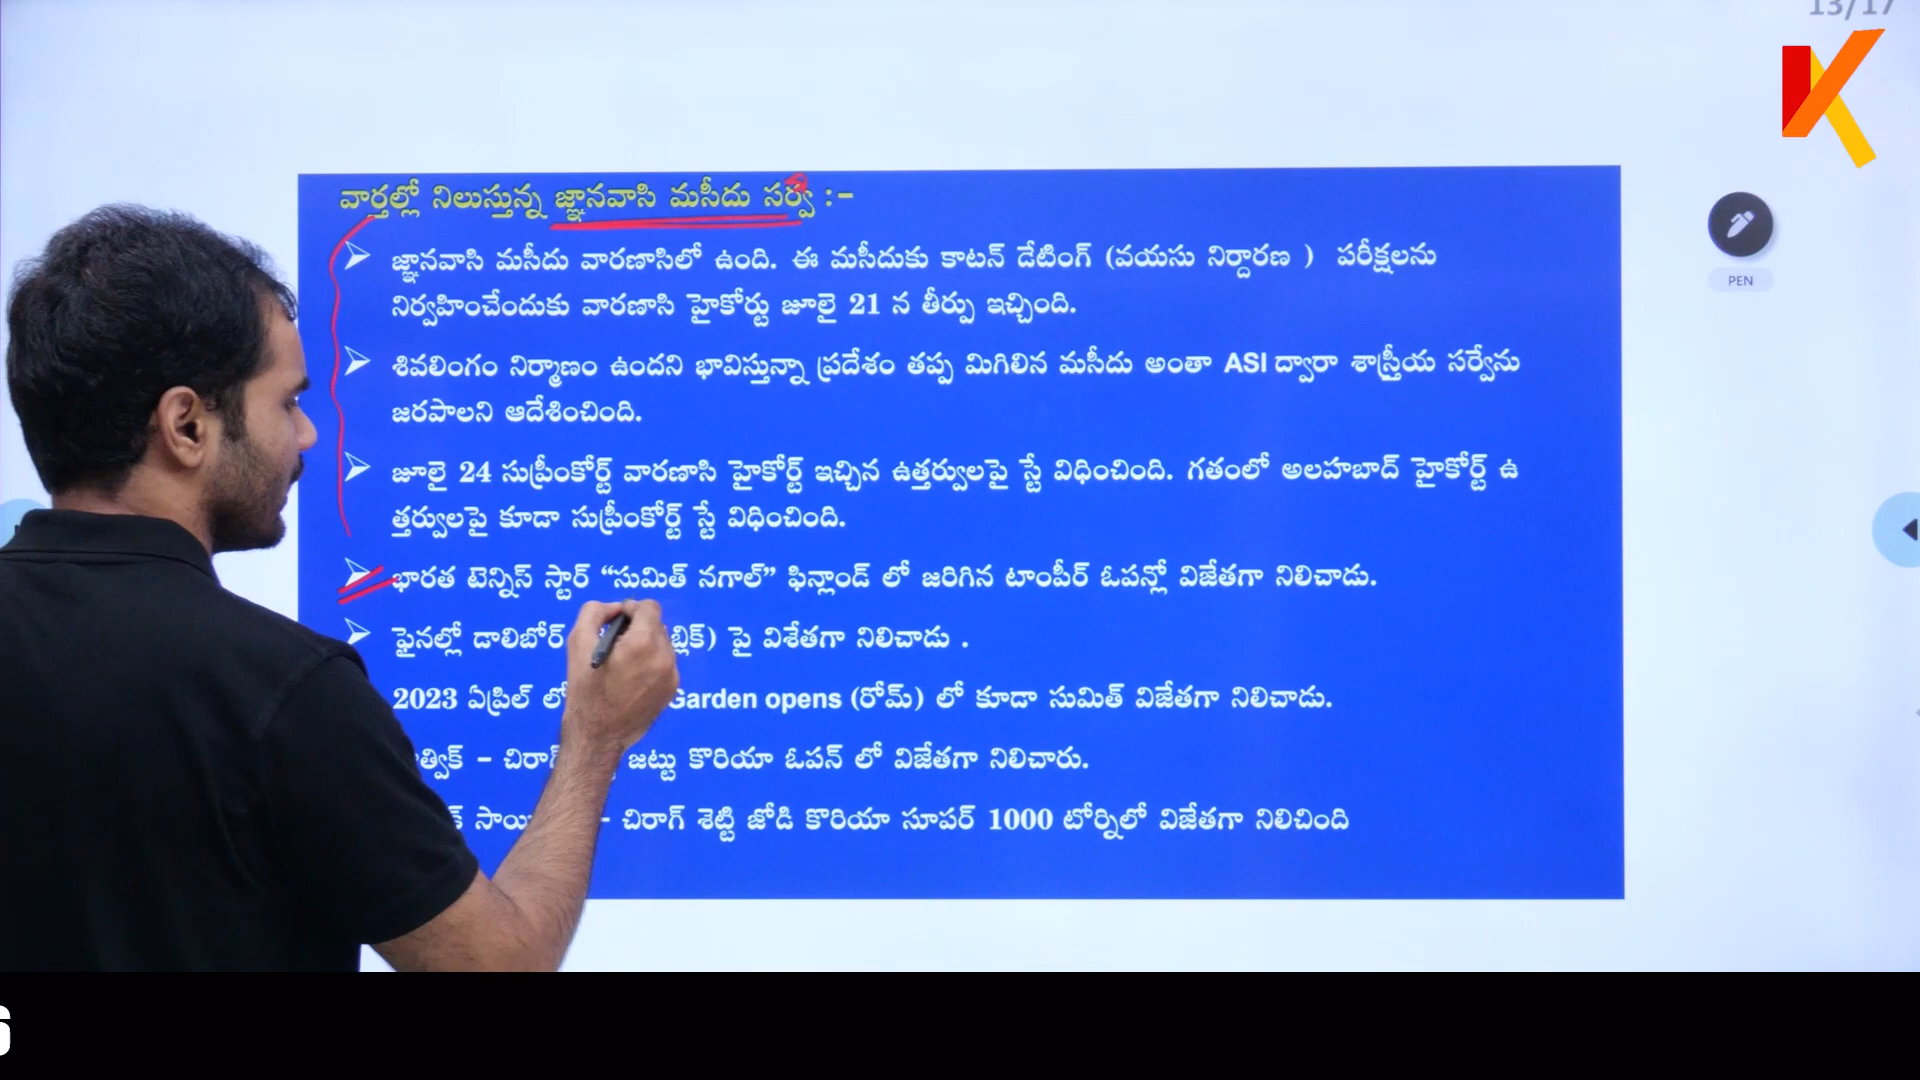 13/17
వార్తల్లో నిలుస్తున్న జ్ఞానవాసి మసీదు సర్వే :-
జ్ఞానవాసి మసీదు వారణాసిలో ఉంది. ఈ మసీదుకు కాటన్ డేటింగ్ (వయసు నిర్దారణ ) పరీక్షలను
నిర్వహించేందుకు వారణాసి హైకోర్టు జూలై 21 న తీర్పు ఇచ్చింది.
శివలింగం నిర్మాణం ఉందని భావిస్తున్నా ప్రదేశం తప్ప మిగిలిన మసీదు అంతా ASI ద్వారా శాస్త్రీయ సర్వేను
జరపాలని ఆదేశించింది.
జూలై 24 సుప్రీంకోర్ట్ వారణాసి హైకోర్ట్ ఇచ్చిన ఉత్తర్వులపై స్టే విధించింది. గతంలో అలహబాద్ హైకోర్ట్ ఉ
త్తర్వులపై కూడా సుప్రీంకోర్ట్ స్టే విధించింది.
భారత టెన్నిస్ స్టార్ “సుమిత్ నగాల్” ఫిన్లాండ్ లో జరిగిన టాంపీర్ ఓపన్లో విజేతగా నిలిచాడు.
ఫైనల్లో డాలిబోర్ బ్లిక్) పై విశేతగా నిలిచాడు .
2023 ఏప్రిల్ లో Garden opens (రోమ్) లో కూడా సుమిత్ విజేతగా నిలిచాడు.
త్విక్ - చిరాగ్ జట్టు కొరియా ఓపన్ లో విజేతగా నిలిచారు.
సాయి - చిరాగ్ శెట్టి జోడి కొరియా సూపర్ 1000 టోర్నిలో విజేతగా నిలిచింది
PEN